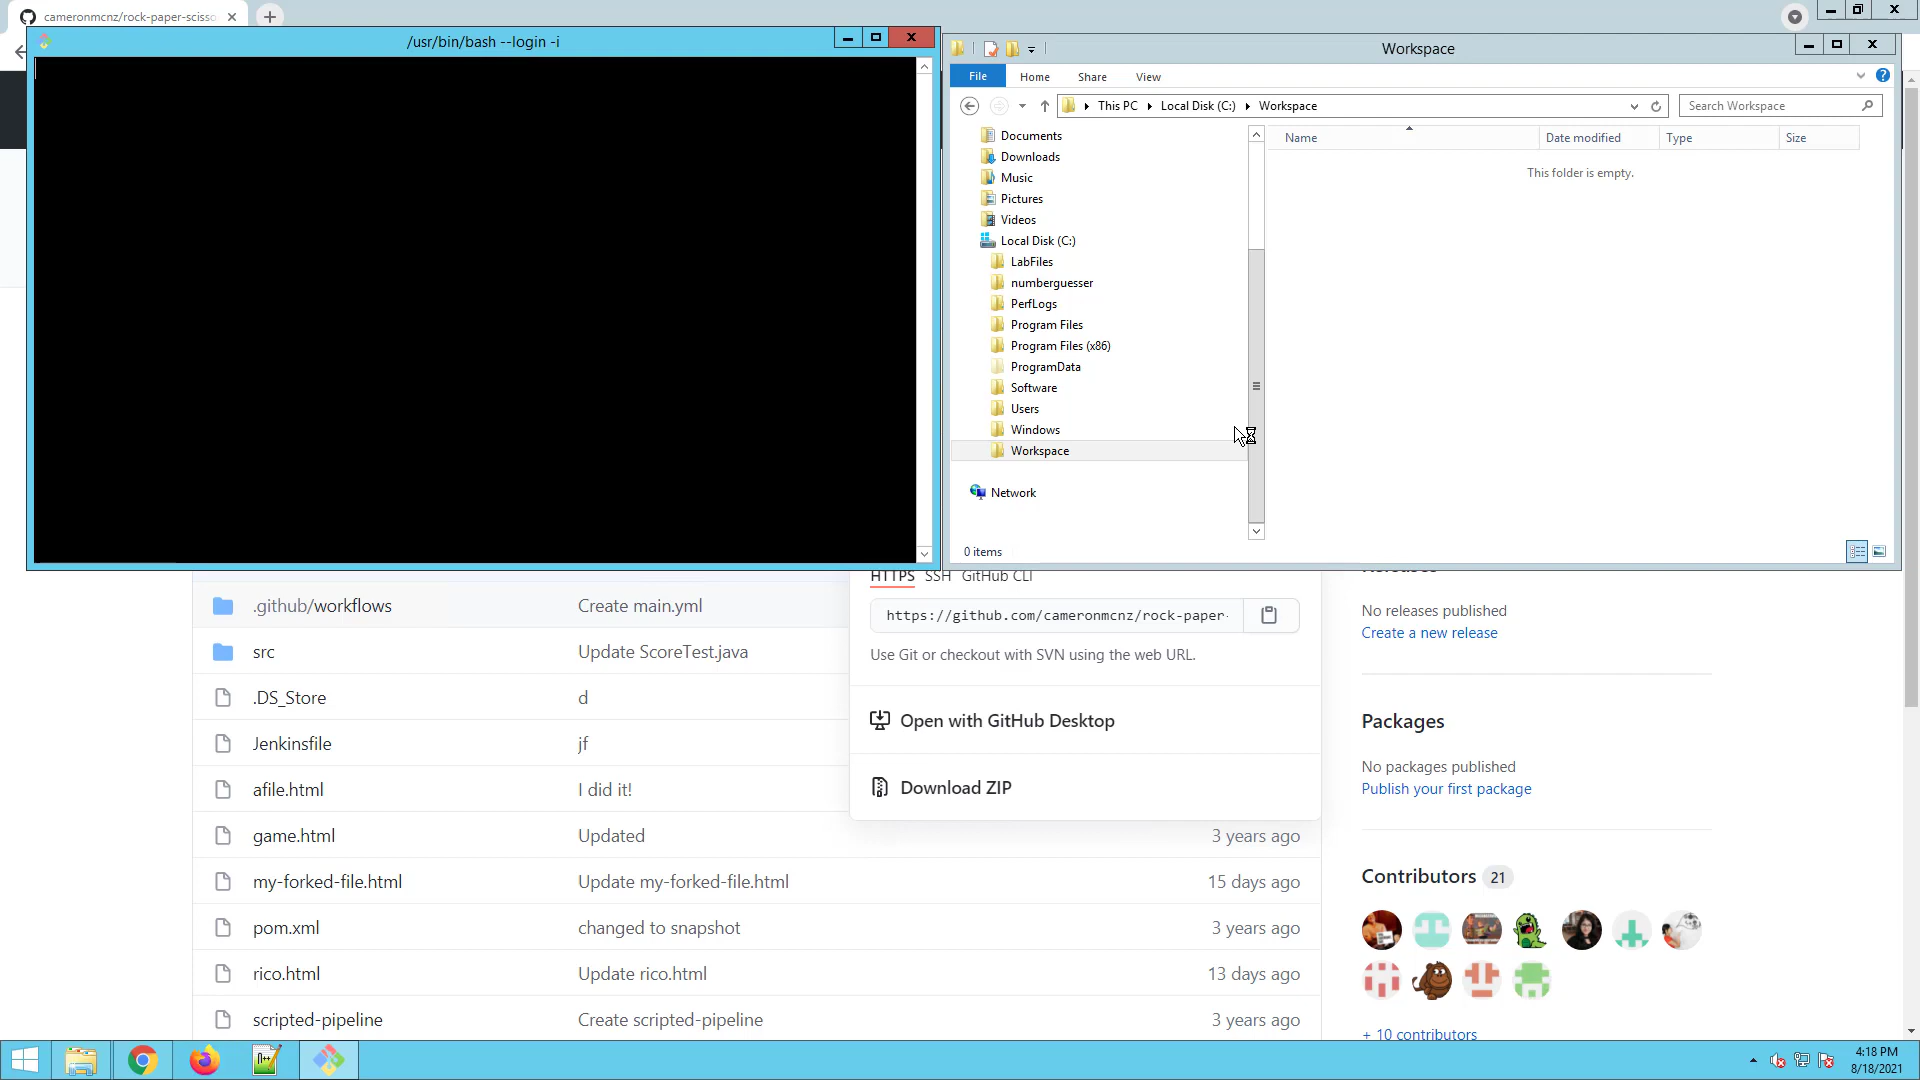 cameronmcnz/rock-paper-scisso
/usr/bin/bash --login -i
Workspace
File Home Share View
This PC Local Disk (C:) Workspace
Search Workspace
Documents
Downloads
Music
Pictures
Videos
Local Disk (C:)
LabFiles
numberguesser
PerfLogs
Program Files
Program Files (x86)
ProgramData
Software
Users
Windows
Workspace
Network
Name Date modified Type Size
This folder is empty.
0 items
HTTPS SSH GitHub CLI
https://github.com/cameronmcnz/rock-paper-
Use Git or checkout with SVN using the web URL.
Open with GitHub Desktop
Download ZIP
.github/workflows Create main.yml
src Update ScoreTest.java
.DS_Store d
Jenkinsfile jf
afile.html I did it!
game.html Updated 3 years ago
my-forked-file.html Update my-forked-file.html 15 days ago
pom.xml changed to snapshot 3 years ago
rico.html Update rico.html 13 days ago
scripted-pipeline Create scripted-pipeline 3 years ago
Releases
No releases published
Create a new release
Packages
No packages published
Publish your first package
Contributors 21
+ 10 contributors
4:18 PM
8/18/2021